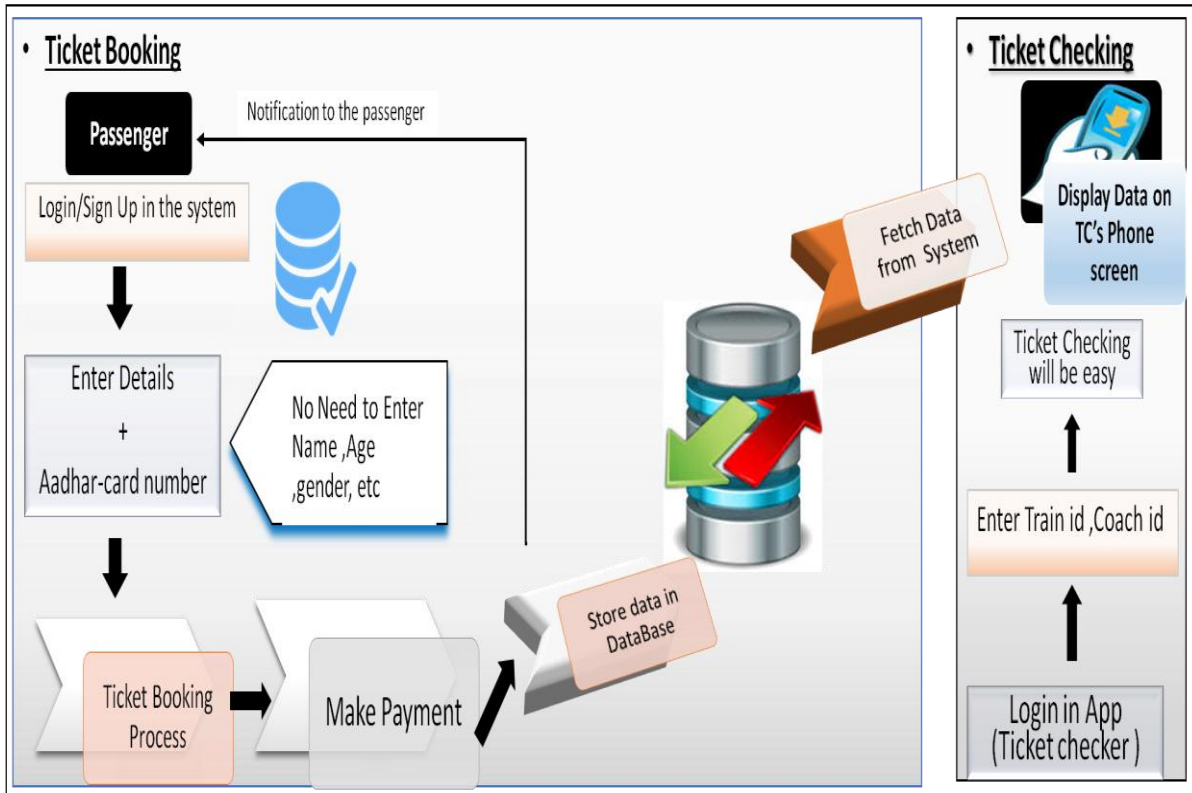 • Ticket Booking
Passenger
Notification to the passenger
Login/Sign Up in the system
Enter Details
+
Aadhar-card number
No Need to Enter
Name ,Age
,gender, etc
Ticket Booking
Process
Make Payment
Store data in
DataBase
Fetch Data
from System
• Ticket Checking
Display Data on
TC's Phone
screen
Ticket Checking
will be easy
Enter Train id ,Coach id
Login in App
(Ticket checker )